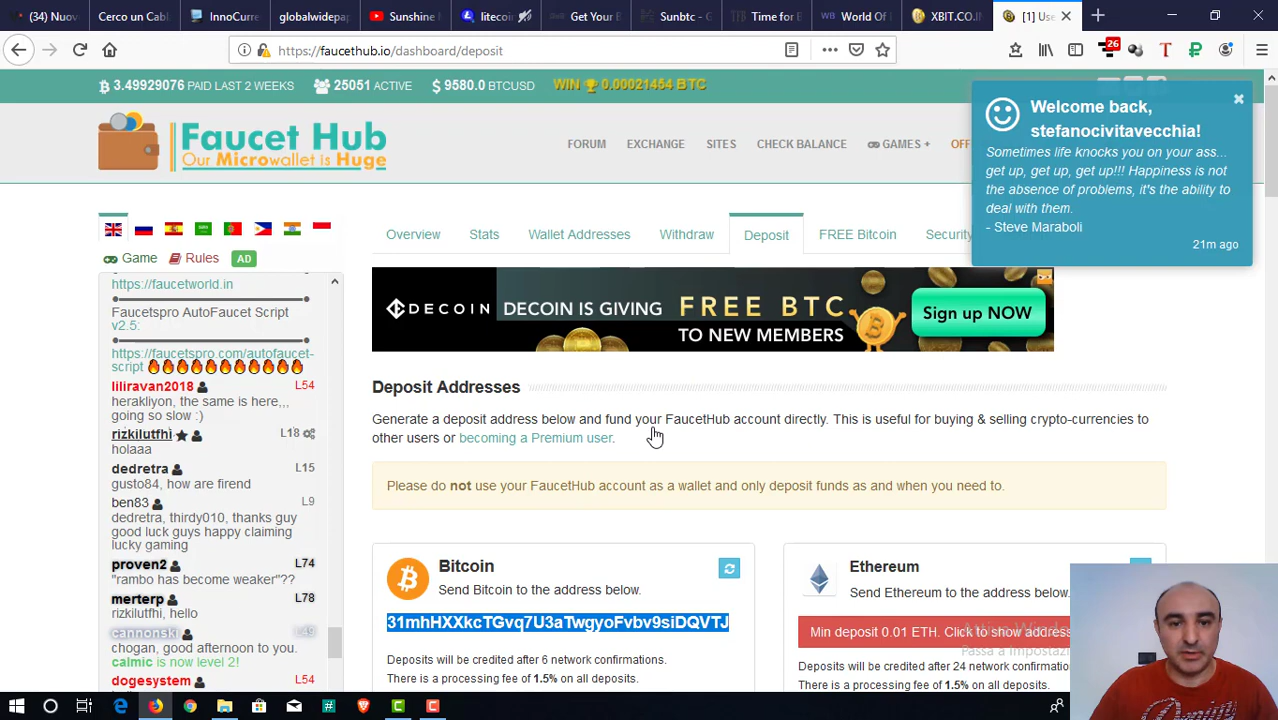 (34) Nuov
Cerco un Cabl
InnoCurre
globalwidepap
Sunshine M
litecoin
Get Your B
Sunbtc - G
Time for B
World Of
XBIT.CO.IN
[1] Use
https://faucethub.io/dashboard/deposit
26
3.49929076 PAID LAST 2 WEEKS
25051 ACTIVE
$ 9580.0 BTCUSD
WIN 0.00021454 BTC
Faucet Hub
Our Microwallet is Huge
FORUM
EXCHANGE
SITES
CHECK BALANCE
GAMES +
OFF
Welcome back,
stefanocivitavecchia!
Sometimes life knocks you on your ass...
get up, get up, get up!!! Happiness is not
the absence of problems, it's the ability to
deal with them.
- Steve Maraboli
21m ago
Game
Rules
AD
Overview
Stats
Wallet Addresses
Withdraw
Deposit
FREE Bitcoin
Security
https://faucetworld.in
Faucetspro AutoFaucet Script
v2.5:
https://faucetspro.com/autofaucet-
script
liliravan2018 L54
herakliyon, the same is here,,,
going so slow :)
rizkilutfhi L18
holaaa
dedretra L15
gusto84, how are firend
ben83 L9
dedretra, thirdy010, thanks guy
good luck guys happy claiming
lucky gaming
proven2 L74
"rambo has become weaker"??
merterp L78
rizkilutfhi, hello
cannonski L49
chogan, good afternoon to you.
calmic is now level 2!
dogesystem L54
DECOIN
DECOIN IS GIVING FREE BTC
TO NEW MEMBERS
Sign up NOW
Deposit Addresses
Generate a deposit address below and fund your FaucetHub account directly. This is useful for buying & selling crypto-currencies to
other users or becoming a Premium user.
Please do not use your FaucetHub account as a wallet and only deposit funds as and when you need to.
Bitcoin
Send Bitcoin to the address below.
31mhHXXkcTGvq7U3aTwgyoFvbv9siDQVTJ
Deposits will be credited after 6 network confirmations.
There is a processing fee of 1.5% on all deposits.
Ethereum
Send Ethereum to the address below.
Min deposit 0.01 ETH. Click to show address
Deposits will be credited after 24 network confirmatio
There is a processing fee of 1.5% on all deposits.
Passa a Impostazi